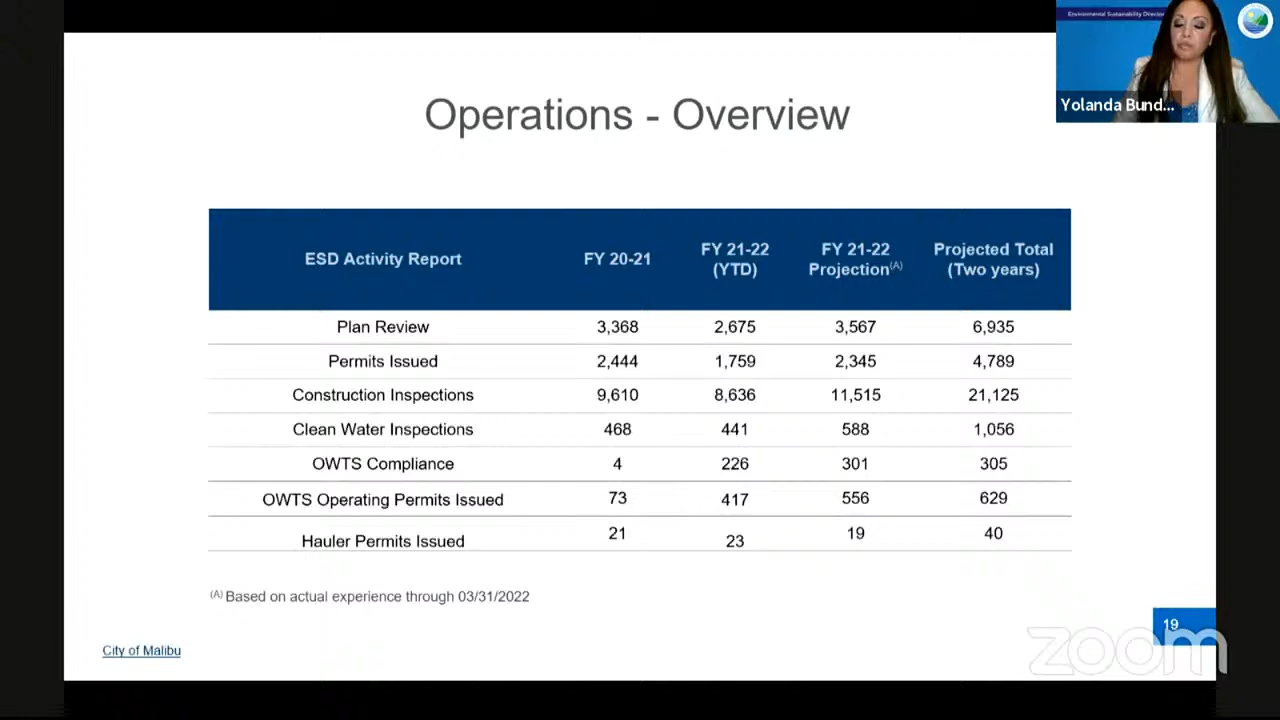 Environmental Sustainability Director
Yolanda Bund...
Operations - Overview
ESD Activity Report FY 20-21 FY 21-22 (YTD) FY 21-22 Projection(A) Projected Total (Two years)
Plan Review 3,368 2,675 3,567 6,935
Permits Issued 2,444 1,759 2,345 4,789
Construction Inspections 9,610 8,636 11,515 21,125
Clean Water Inspections 468 441 588 1,056
OWTS Compliance 4 226 301 305
OWTS Operating Permits Issued 73 417 556 629
Hauler Permits Issued 21 23 19 40
(A) Based on actual experience through 03/31/2022
19
City of Malibu
zoom